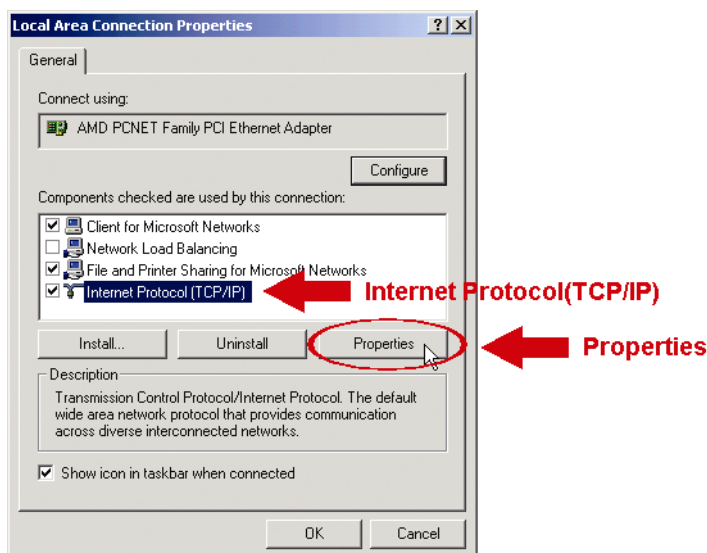 Local Area Connection Properties
General
Connect using:
AMD PCNET Family PCI Ethernet Adapter
Configure
Components checked are used by this connection:
Client for Microsoft Networks
Network Load Balancing
File and Printer Sharing for Microsoft Networks
Internet Protocol (TCP/IP)
Internet Protocol(TCP/IP)
Install...
Uninstall
Properties
Properties
Description
Transmission Control Protocol/Internet Protocol. The default
wide area network protocol that provides communication
across diverse interconnected networks.
Show icon in taskbar when connected
OK
Cancel